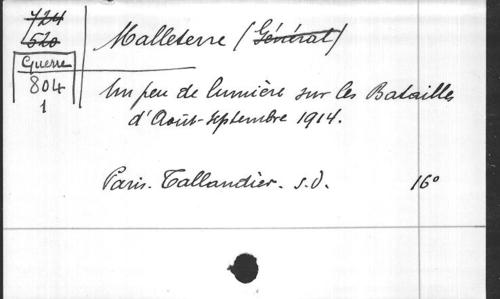 724
520
Guerre
804
1
Malleterre (Général)
Un peu de lumière sur les Batailles
d'Août-Septembre 1914.
Paris. Tallandier. s.d. 16°